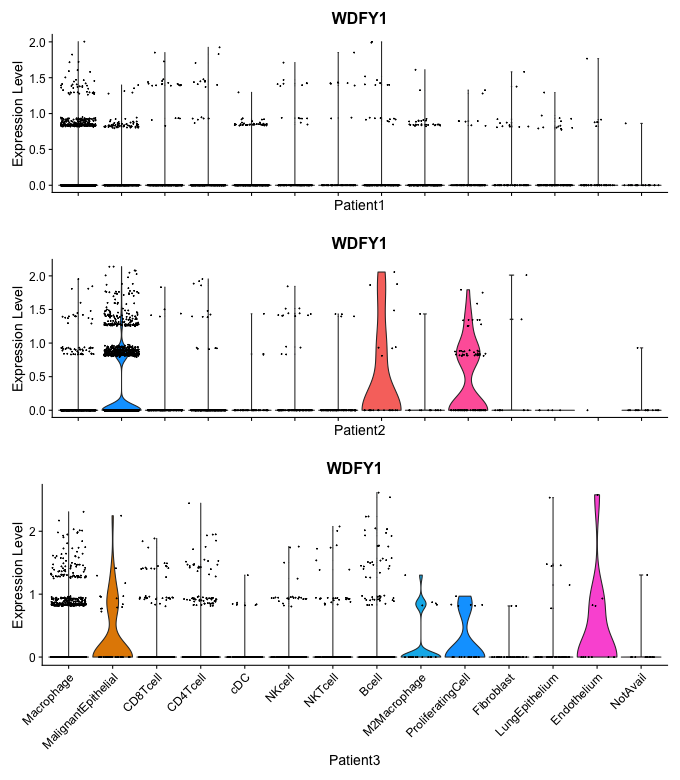 WDFY1
Expression Level
2.0
1.5
1.0
0.5
0.0
Patient1
WDFY1
Expression Level
2.0
1.5
1.0
0.5
0.0
Patient2
WDFY1
Expression Level
2
1
0
Macrophage
MalignantEpithelial
CD8Tcell
CD4Tcell
cDC
NKcell
NKTcell
Bcell
M2Macrophage
ProliferatingCell
Fibroblast
LungEpithelium
Endothelium
NotAvail
Patient3